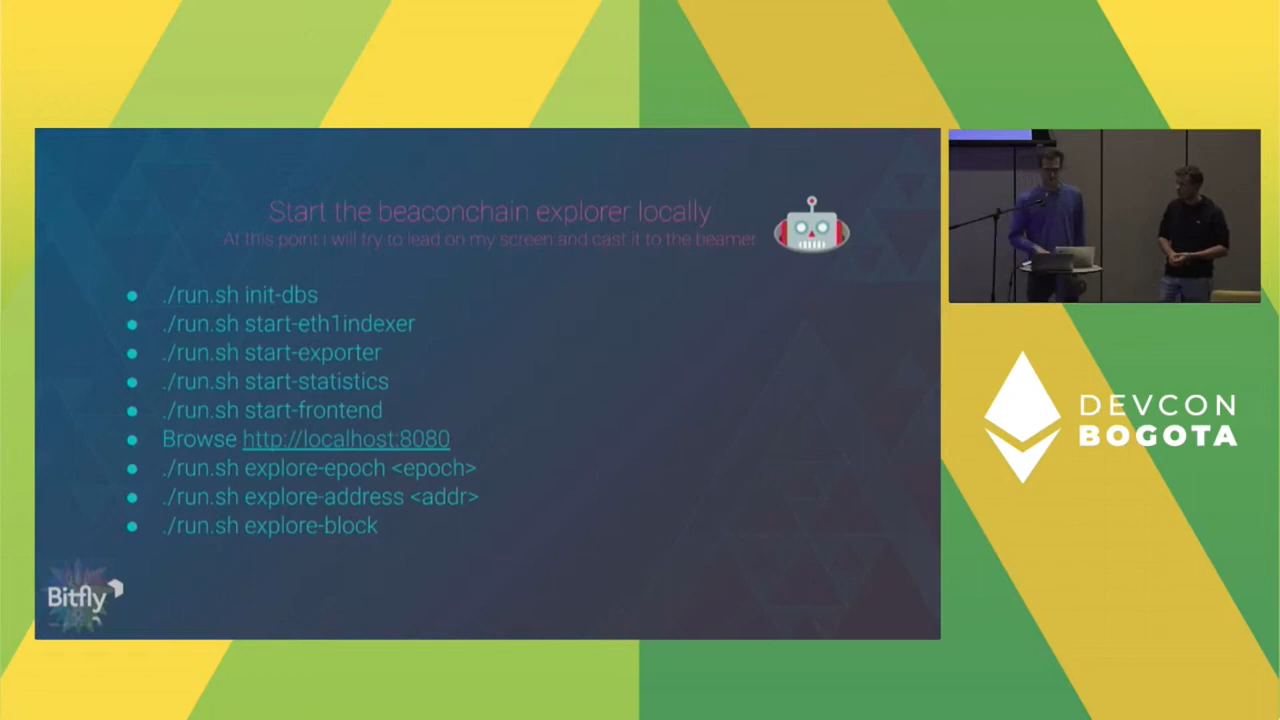 Start the beaconchain explorer locally
At this point i will try to lead on my screen and cast it to the beamer
● ./run.sh init-dbs
● ./run.sh start-eth1indexer
● ./run.sh start-exporter
● ./run.sh start-statistics
● ./run.sh start-frontend
● Browse http://localhost:8080
● ./run.sh explore-epoch <epoch>
● ./run.sh explore-address <addr>
● ./run.sh explore-block
Bitfly
DEVCON
BOGOTA